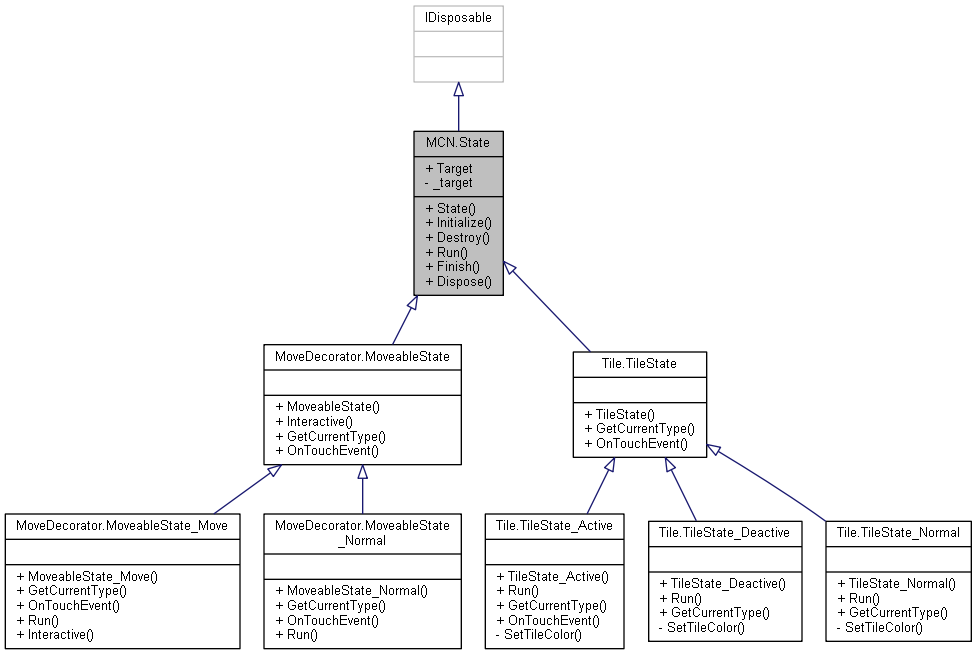 IDisposable
MCN.State
+ Target
- _target
+ State()
+ Initialize()
+ Destroy()
+ Run()
+ Finish()
+ Dispose()
MoveDecorator.MoveableState
+ MoveableState()
+ Interactive()
+ GetCurrentType()
+ OnTouchEvent()
Tile.TileState
+ TileState()
+ GetCurrentType()
+ OnTouchEvent()
MoveDecorator.MoveableState_Move
+ MoveableState_Move()
+ GetCurrentType()
+ OnTouchEvent()
+ Run()
+ Interactive()
MoveDecorator.MoveableState
_Normal
+ MoveableState_Normal()
+ GetCurrentType()
+ OnTouchEvent()
+ Run()
Tile.TileState_Active
+ TileState_Active()
+ Run()
+ GetCurrentType()
+ OnTouchEvent()
- SetTileColor()
Tile.TileState_Deactive
+ TileState_Deactive()
+ Run()
+ GetCurrentType()
- SetTileColor()
Tile.TileState_Normal
+ TileState_Normal()
+ Run()
+ GetCurrentType()
- SetTileColor()